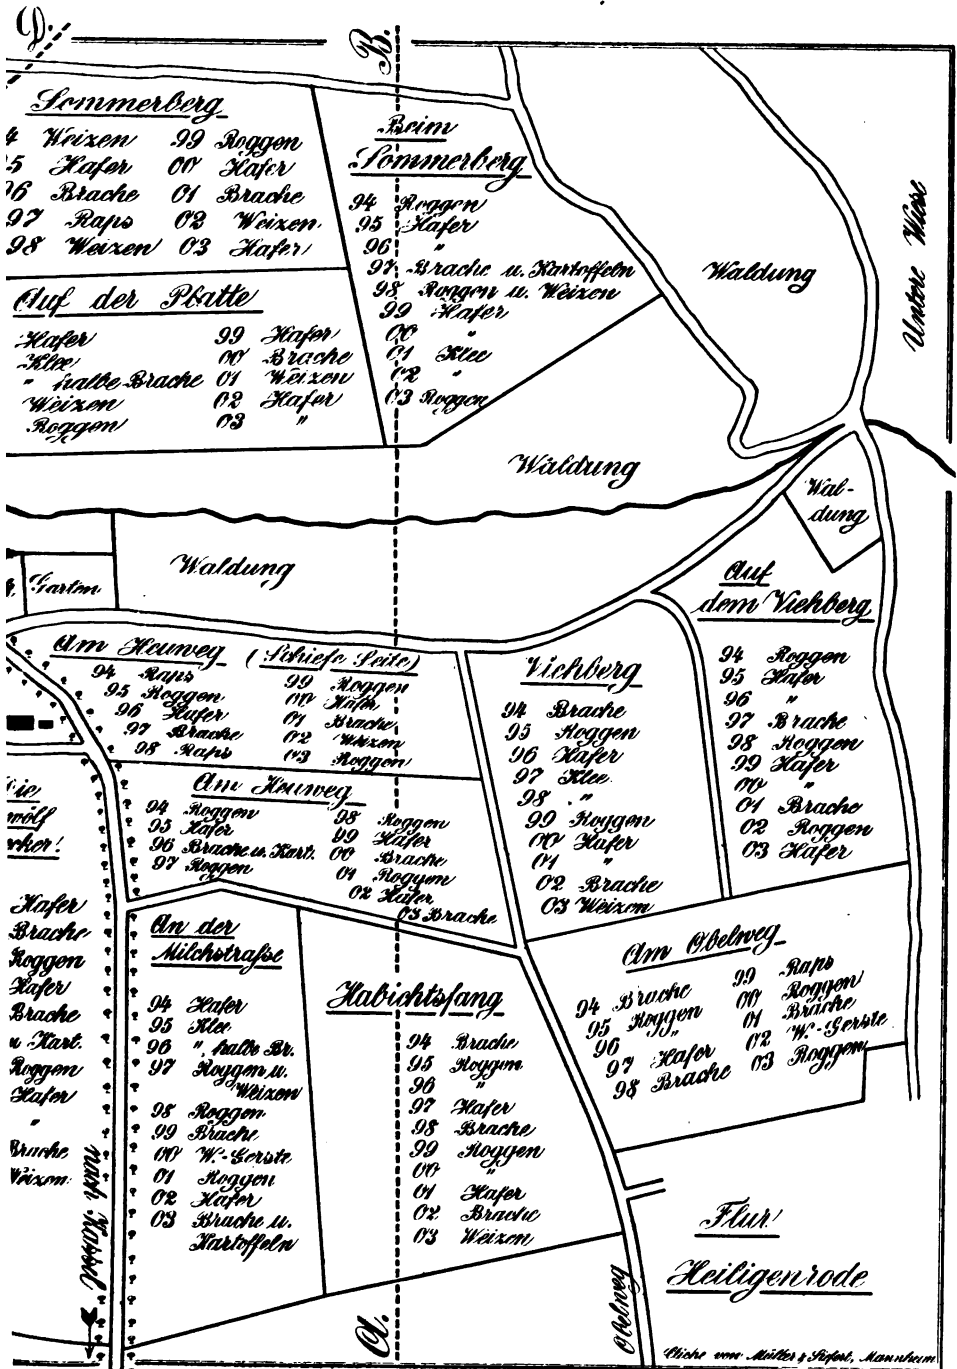 D.
B.
Sommerberg
4 Weizen 99 Roggen
95 Hafer 00 Hafer
96 Brache 01 Brache
97 Raps 02 Weizen
98 Weizen 03 Hafer
Beim
Sommerberg
94 Roggen
95 Hafer
96 "
97 Brache u. Kartoffeln
98 Roggen u. Weizen
99 Hafer
00 "
01 Klee
02 "
03 Roggen
Waldung
Untere Wiese
Auf der Platte
Hafer 99 Hafer
Klee 00 Brache
" halbe Brache 01 Weizen
Weizen 02 Hafer
Roggen 03 "
Waldung
Wal-
dung
Waldung
Garten
Am Heuweg (Schiefe Seite)
94 Raps 99 Roggen
95 Roggen 00 Hafer
96 Hafer 01 Brache
97 Brache 02 Weizen
98 Raps 03 Roggen
Viehberg
94 Brache
95 Roggen
96 Hafer
97 Klee
98 "
99 Roggen
00 Hafer
01 "
02 Brache
03 Weizen
Auf
dem Viehberg
94 Roggen
95 Hafer
96 "
97 Brache
98 Roggen
99 Hafer
00 "
01 Brache
02 Roggen
03 Hafer
Am Heuweg
94 Roggen 98 Roggen
95 Hafer 99 Hafer
96 Brache u. Kart. 00 Brache
97 Roggen 01 Roggen
02 Hafer
03 Brache
Hafer
Brache
Roggen
Hafer
Brache
u Kart.
Roggen
Hafer
"
Brache
Weizen
nach Kassel
An der
Milchstrafse
94 Hafer
95 Klee
96 ", halbe Br.
97 Roggen u.
Weizen
98 Roggen
99 Brache
00 W.-Gerste
01 Roggen
02 Hafer
03 Brache u.
Kartoffeln
Habichtsfang
94 Brache
95 Roggen
96 "
97 Hafer
98 Brache
99 Roggen
00 "
01 Hafer
02 Brache
03 Weizen
Am Obelweg
94 Brache 99 Raps
95 Roggen 00 Roggen
96 " 01 Brache
97 Hafer 02 W.-Gerste
98 Brache 03 Roggen
Flur
Heiligenrode
Obelweg
A.
Cliche von Müller & Seifert, Mannheim